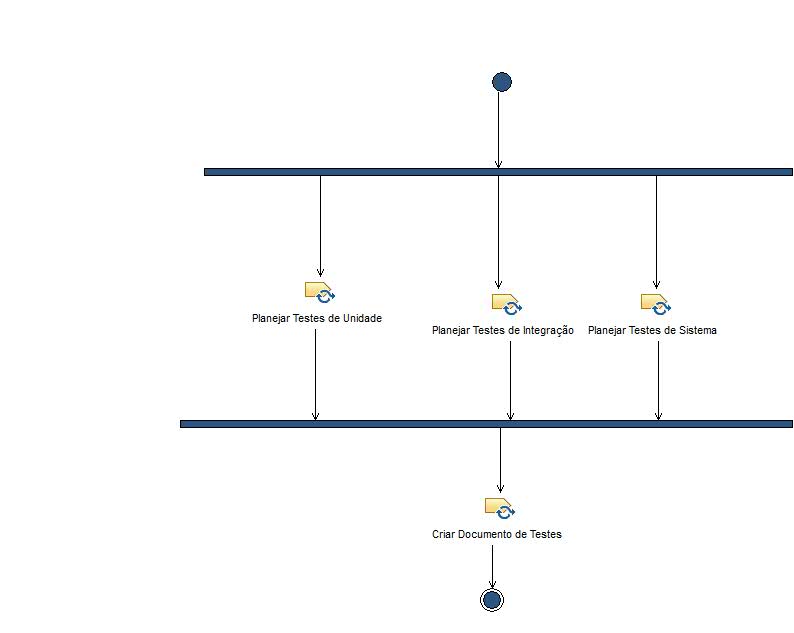 Planejar Testes de Unidade
Planejar Testes de Integração
Planejar Testes de Sistema
Criar Documento de Testes